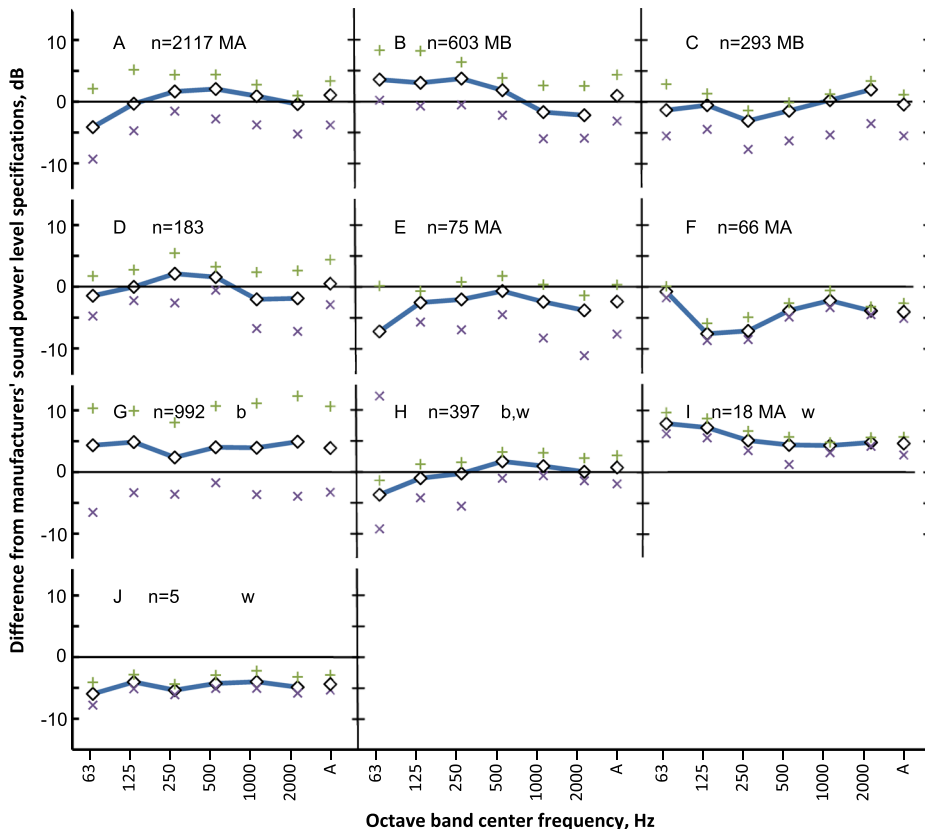 Difference from manufacturers' sound power level specifications, dB
A n=2117 MA
B n=603 MB
C n=293 MB
10
0
-10
D n=183
E n=75 MA
F n=66 MA
10
0
-10
G n=992 b
H n=397 b,w
I n=18 MA w
10
0
-10
J n=5 w
10
0
-10
63 125 250 500 1000 2000 A
63 125 250 500 1000 2000 A
63 125 250 500 1000 2000 A
Octave band center frequency, Hz